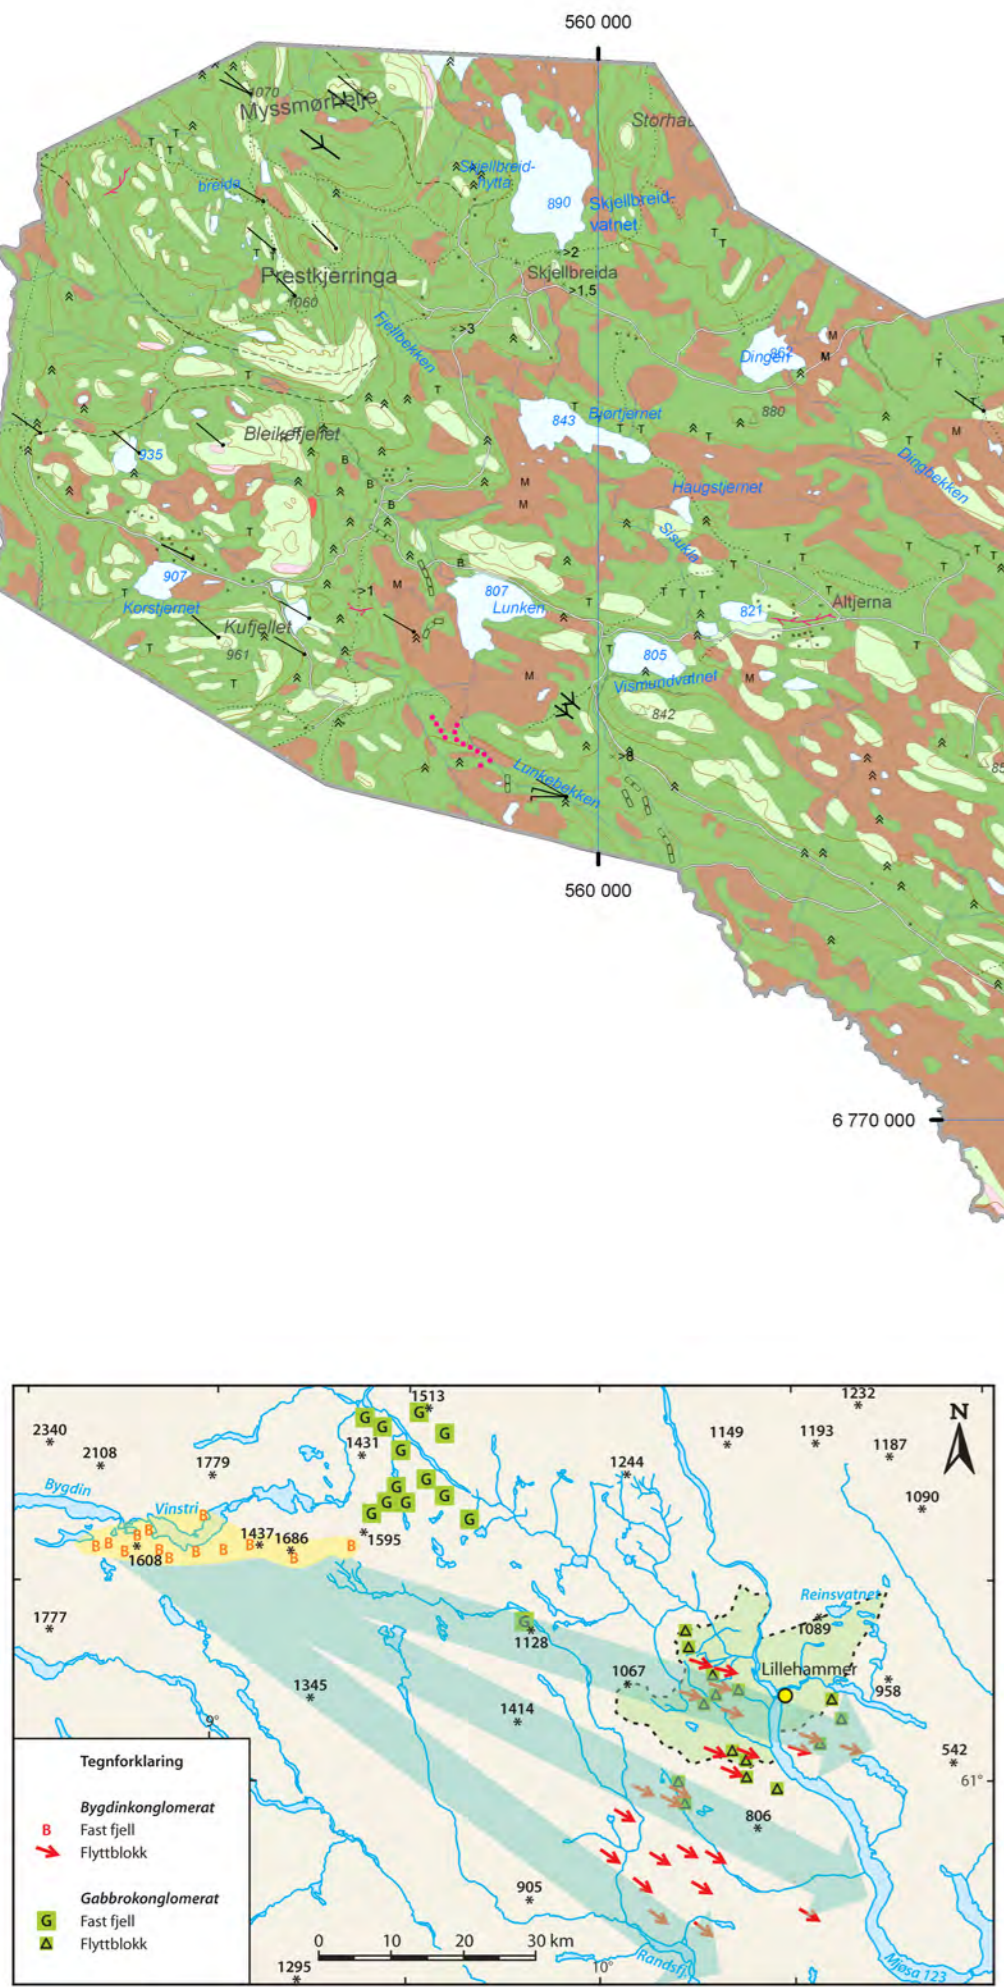 560 000
1070
Myssmørhelje
Storhau
Skjellbreid-
hytta
breida
890
Skjellbreid-
vatnet
>2
Skjellbreida
Prestkjerringa
>1.5
1060
>3
Fjellbekken
Dingen
862
M
M
843
Bjørtjernet
880
Bleikefjellet
935
M
Dingbekken
B
B
B
M
M
Haugstjernet
Sisukla
B
907
Korstjernet
>1
M
807
Lunken
821
Altjerna
Kufjellet
961
805
Vismundvatnet
M
M
842
>8
Lunkebekken
85
560 000
6 770 000
1513
1232
2340
2108
1779
1431
1149
1193
1187
N
1244
1090
Bygdin
Vinstri
1437
1686
1595
1608
1777
1128
Reinsvatnet
1089
1067
Lillehammer
958
1345
1414
9°
542
61°
Tegnforklaring
Bygdinkonglomerat
B Fast fjell
Flyttblokk
806
Gabbrokonglomerat
G Fast fjell
Flyttblokk
905
0 10 20 30 km
10°
Randsfj.
Mjøsa 123
1295